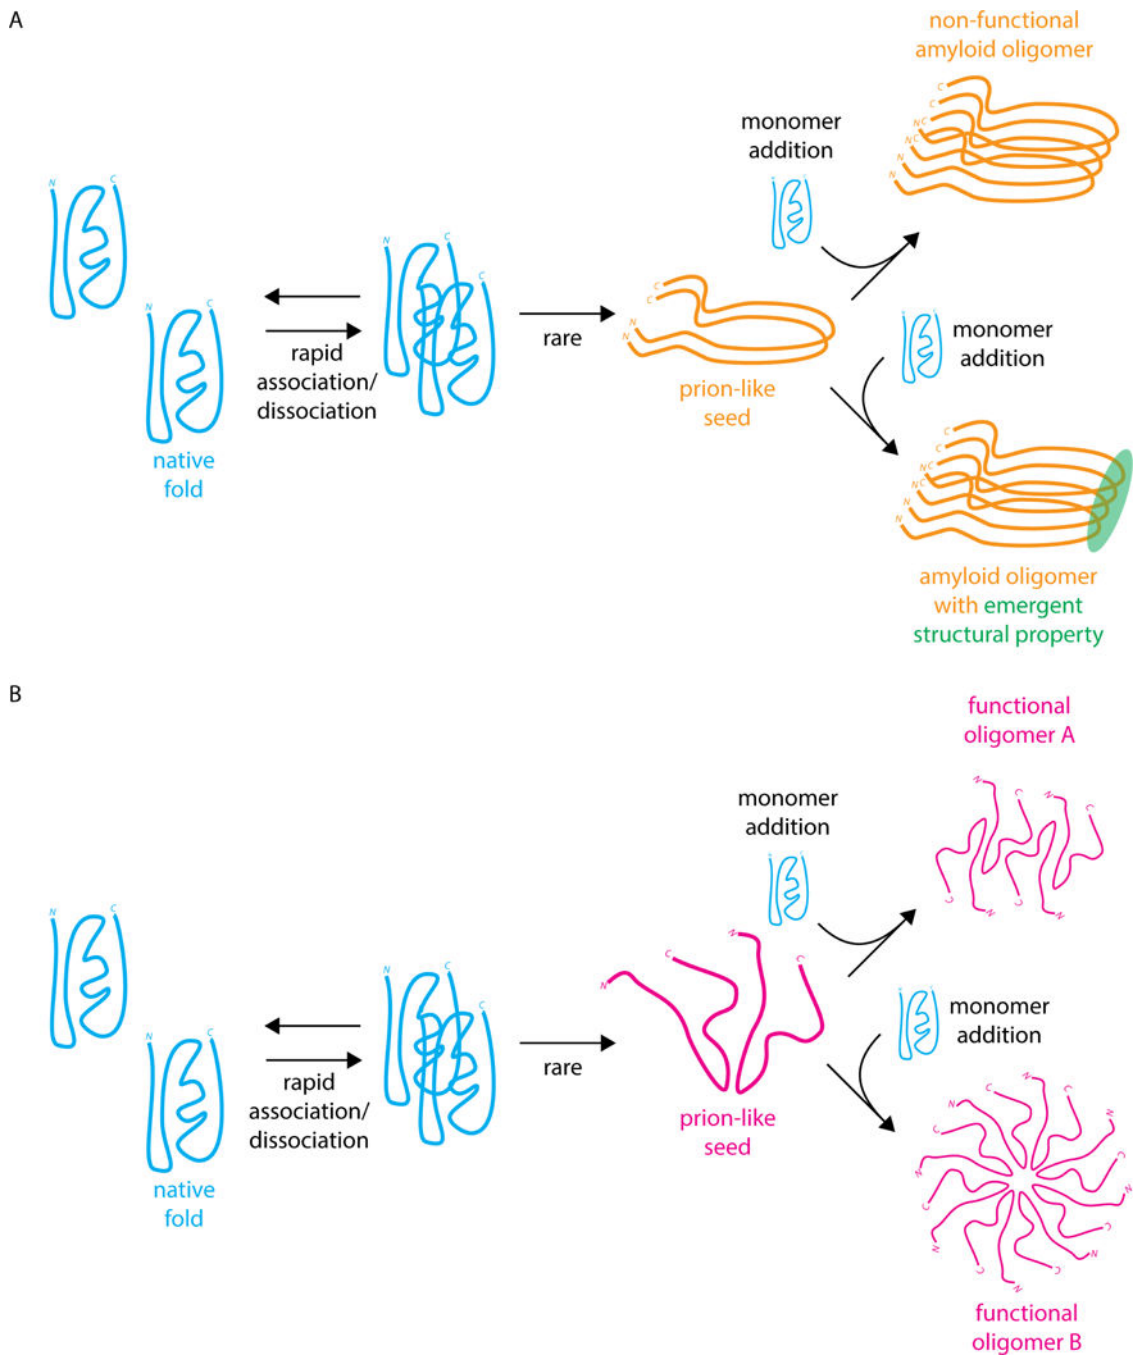 A
non-functional
amyloid oligomer
monomer
addition
N
C
N
C
native
fold
rapid
association/
dissociation
N
C
C
rare
C
C
N
N
prion-like
seed
C
C
N
C
N
N
N
monomer
addition
C
C
N
C
N
N
N
amyloid oligomer
with emergent
structural property
B
functional
oligomer A
monomer
addition
N
C
N
C
native
fold
rapid
association/
dissociation
N
C
C
rare
N
C
N
C
prion-like
seed
N
C
N
C
C
N
C
N
monomer
addition
N
C
N
C
N
C
N
C
N
C
N
C
N
C
N
C
functional
oligomer B